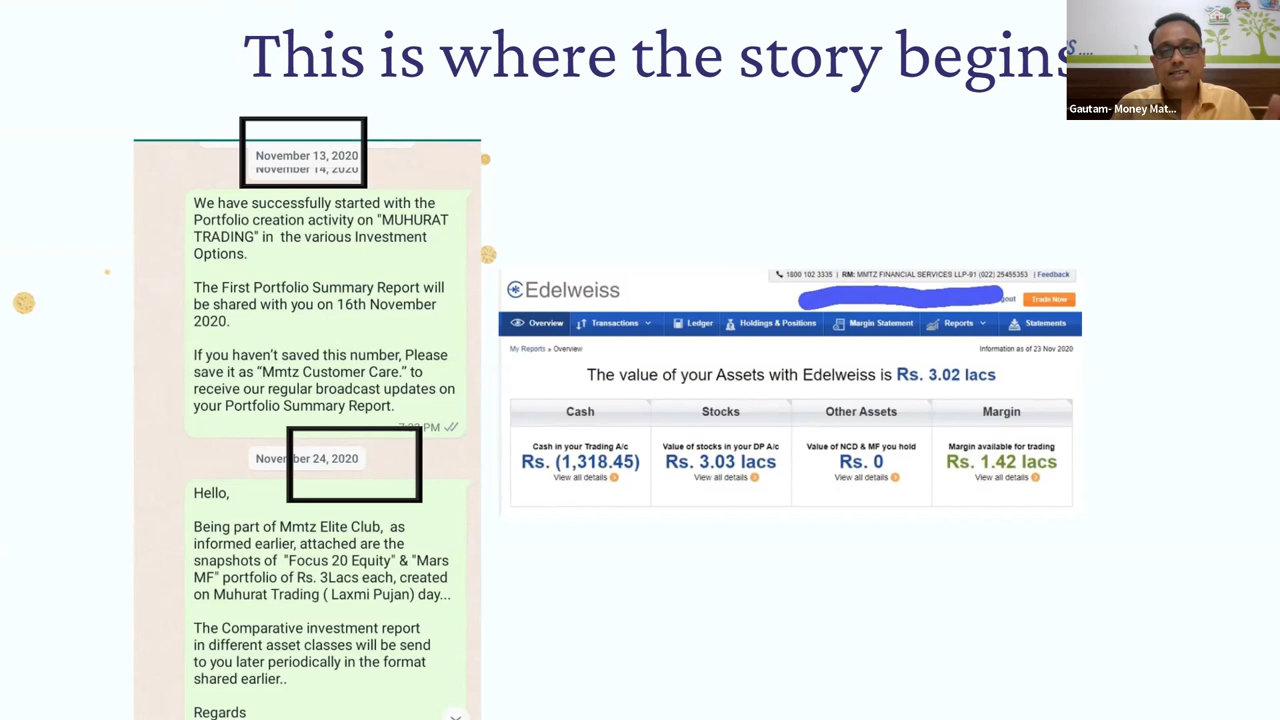 This is where the story begins ....
Gautam- Money Mat...
November 13, 2020
November 14, 2020
We have successfully started with the
Portfolio creation activity on "MUHURAT
TRADING" in the various Investment
Options.
The First Portfolio Summary Report will
be shared with you on 16th November
2020.
If you haven't saved this number, Please
save it as “Mmtz Customer Care.” to
receive our regular broadcast updates on
your Portfolio Summary Report.
PM
November 24, 2020
Hello,
Being part of Mmtz Elite Club, as
informed earlier, attached are the
snapshots of "Focus 20 Equity" & "Mars
MF" portfolio of Rs. 3Lacs each, created
on Muhurat Trading ( Laxmi Pujan) day...
The Comparative investment report
in different asset classes will be send
to you later periodically in the format
shared earlier..
Regards
1800 102 3335 | RM: MMTZ FINANCIAL SERVICES LLP-91 (022) 25455353 | Feedback
Edelweiss
gout Trade Now
Overview Transactions Ledger Holdings & Positions Margin Statement Reports Statements
My Reports » Overview Information as of 23 Nov 2020
The value of your Assets with Edelweiss is Rs. 3.02 lacs
Cash Stocks Other Assets Margin
Cash in your Trading A/c Value of stocks in your DP A/c Value of NCD & MF you hold Margin available for trading
Rs. (1,318.45) Rs. 3.03 lacs Rs. 0 Rs. 1.42 lacs
View all details View all details View all details View all details